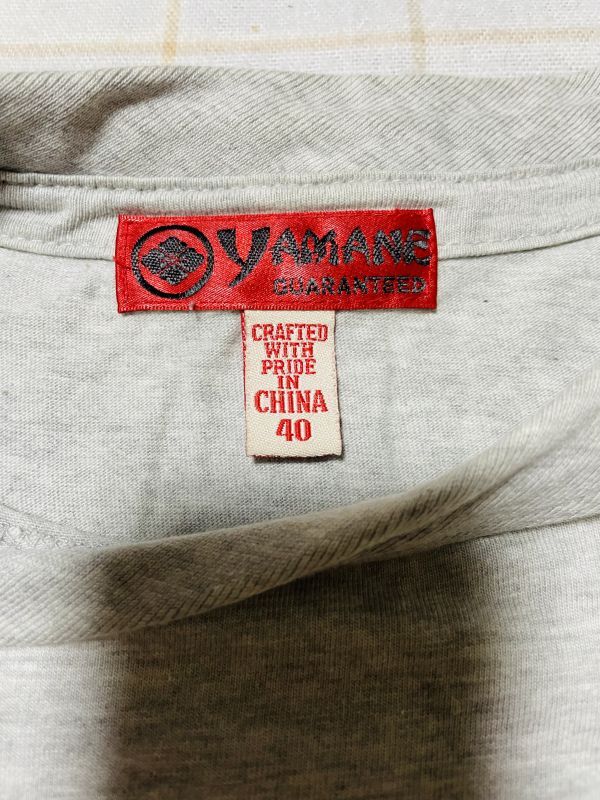 YAMANE
GUARANTEED
CRAFTED
WITH
PRIDE
IN
CHINA
40